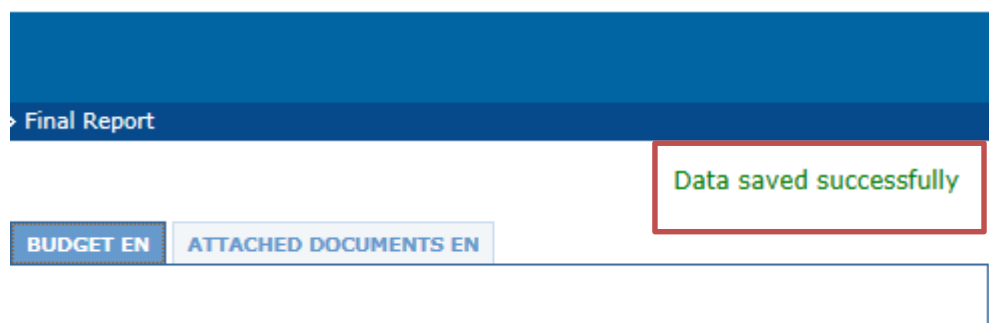 > Final Report
Data saved successfully
BUDGET EN
ATTACHED DOCUMENTS EN